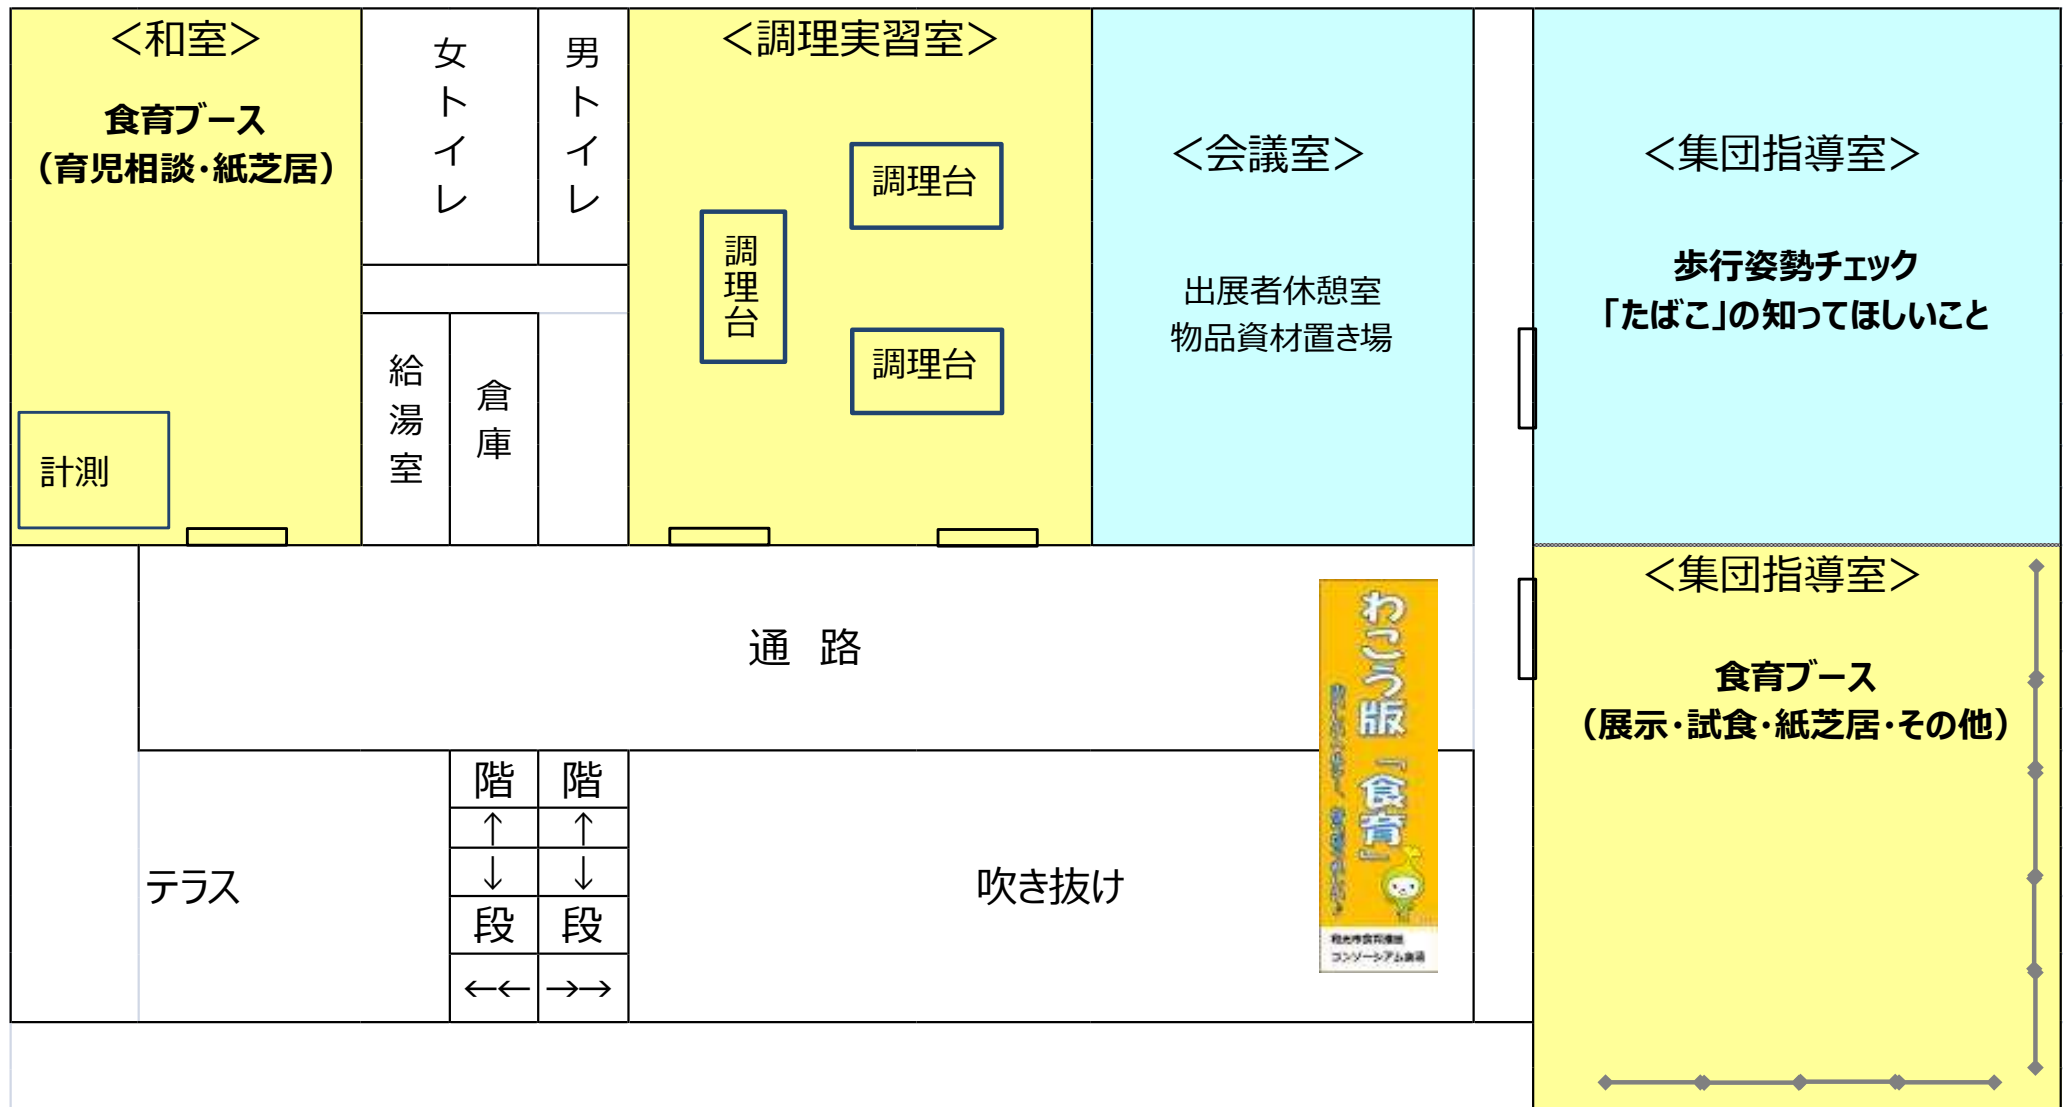 ＜和室＞
食育ブース
（育児相談・紙芝居）
計測
女トイレ
男トイレ
給湯室
倉庫
＜調理実習室＞
調理台
調理台
調理台
＜会議室＞
出展者休憩室
物品資材置き場
＜集団指導室＞
歩行姿勢チェック
「たばこ」の知ってほしいこと
＜集団指導室＞
食育ブース
（展示・試食・紙芝居・その他）
通 路
わこう版「食育」
テラス
階 階
↑ ↑
↓ ↓
段 段
←← →→
吹き抜け